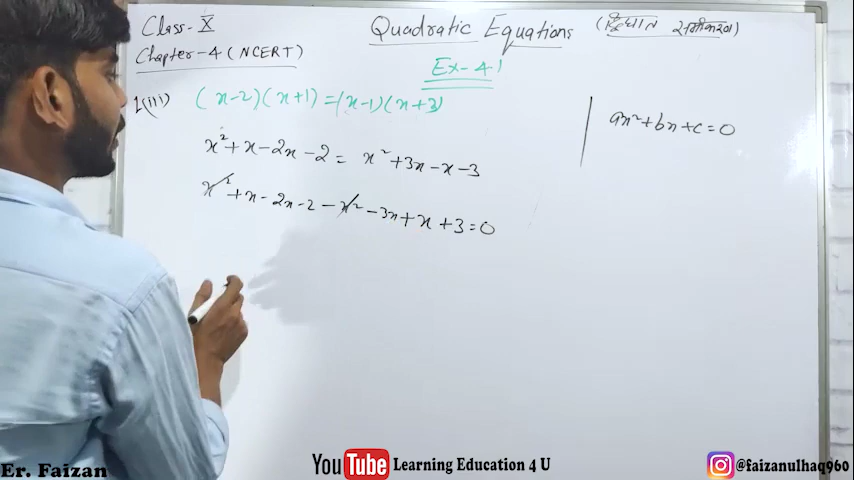 Class-X
Quadratic Equations (द्विघात समीकरण)
Chapter-4 (NCERT)
Ex-4.1
1(iii) (x-2)(x+1)=(x-1)(x+3)
ax²+bx+c=0
x²+x-2x-2= x²+3x-x-3
x²+x-2x-2-x²-3x+x+3=0
Er. Faizan
YouTube Learning Education 4 U
@faizanulhaq960